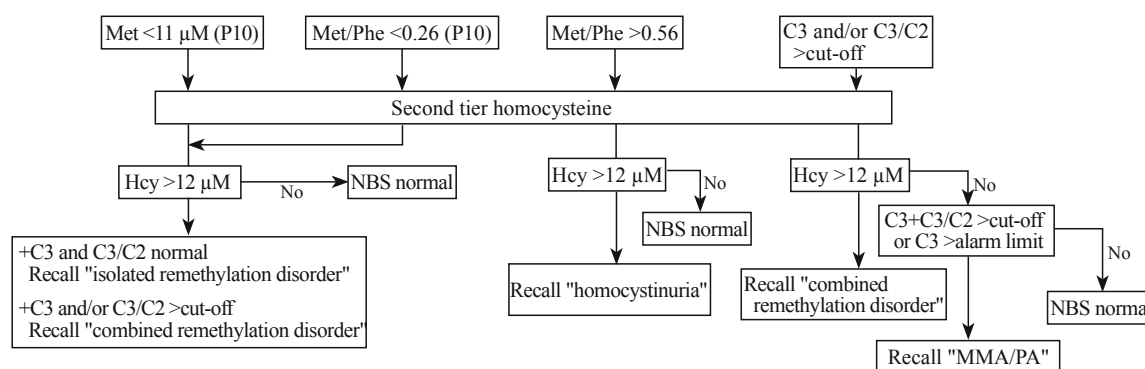 Met <11 μM (P10)
Met/Phe <0.26 (P10)
Met/Phe >0.56
C3 and/or C3/C2
>cut-off
Second tier homocysteine
Hcy >12 μM
No
NBS normal
Hcy >12 μM
No
NBS normal
Hcy >12 μM
No
C3+C3/C2 >cut-off
or C3 >alarm limit
No
NBS normal
+C3 and C3/C2 normal
Recall "isolated remethylation disorder"
+C3 and/or C3/C2 >cut-off
Recall "combined remethylation disorder"
Recall "homocystinuria"
Recall "combined
remethylation disorder"
Recall "MMA/PA"